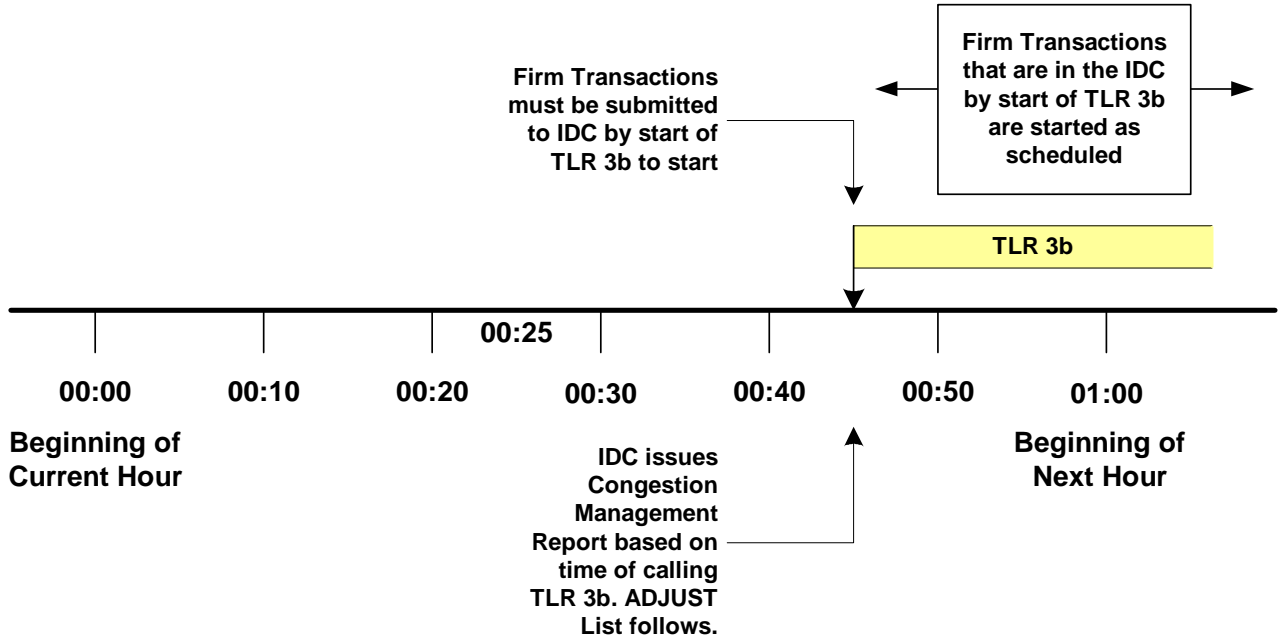 Firm Transactions
must be submitted
to IDC by start of
TLR 3b to start
Firm Transactions
that are in the IDC
by start of TLR 3b
are started as
scheduled
TLR 3b
00:25
00:00
00:10
00:20
00:30
00:40
00:50
01:00
Beginning of
Current Hour
Beginning of
Next Hour
IDC issues
Congestion
Management
Report based on
time of calling
TLR 3b. ADJUST
List follows.